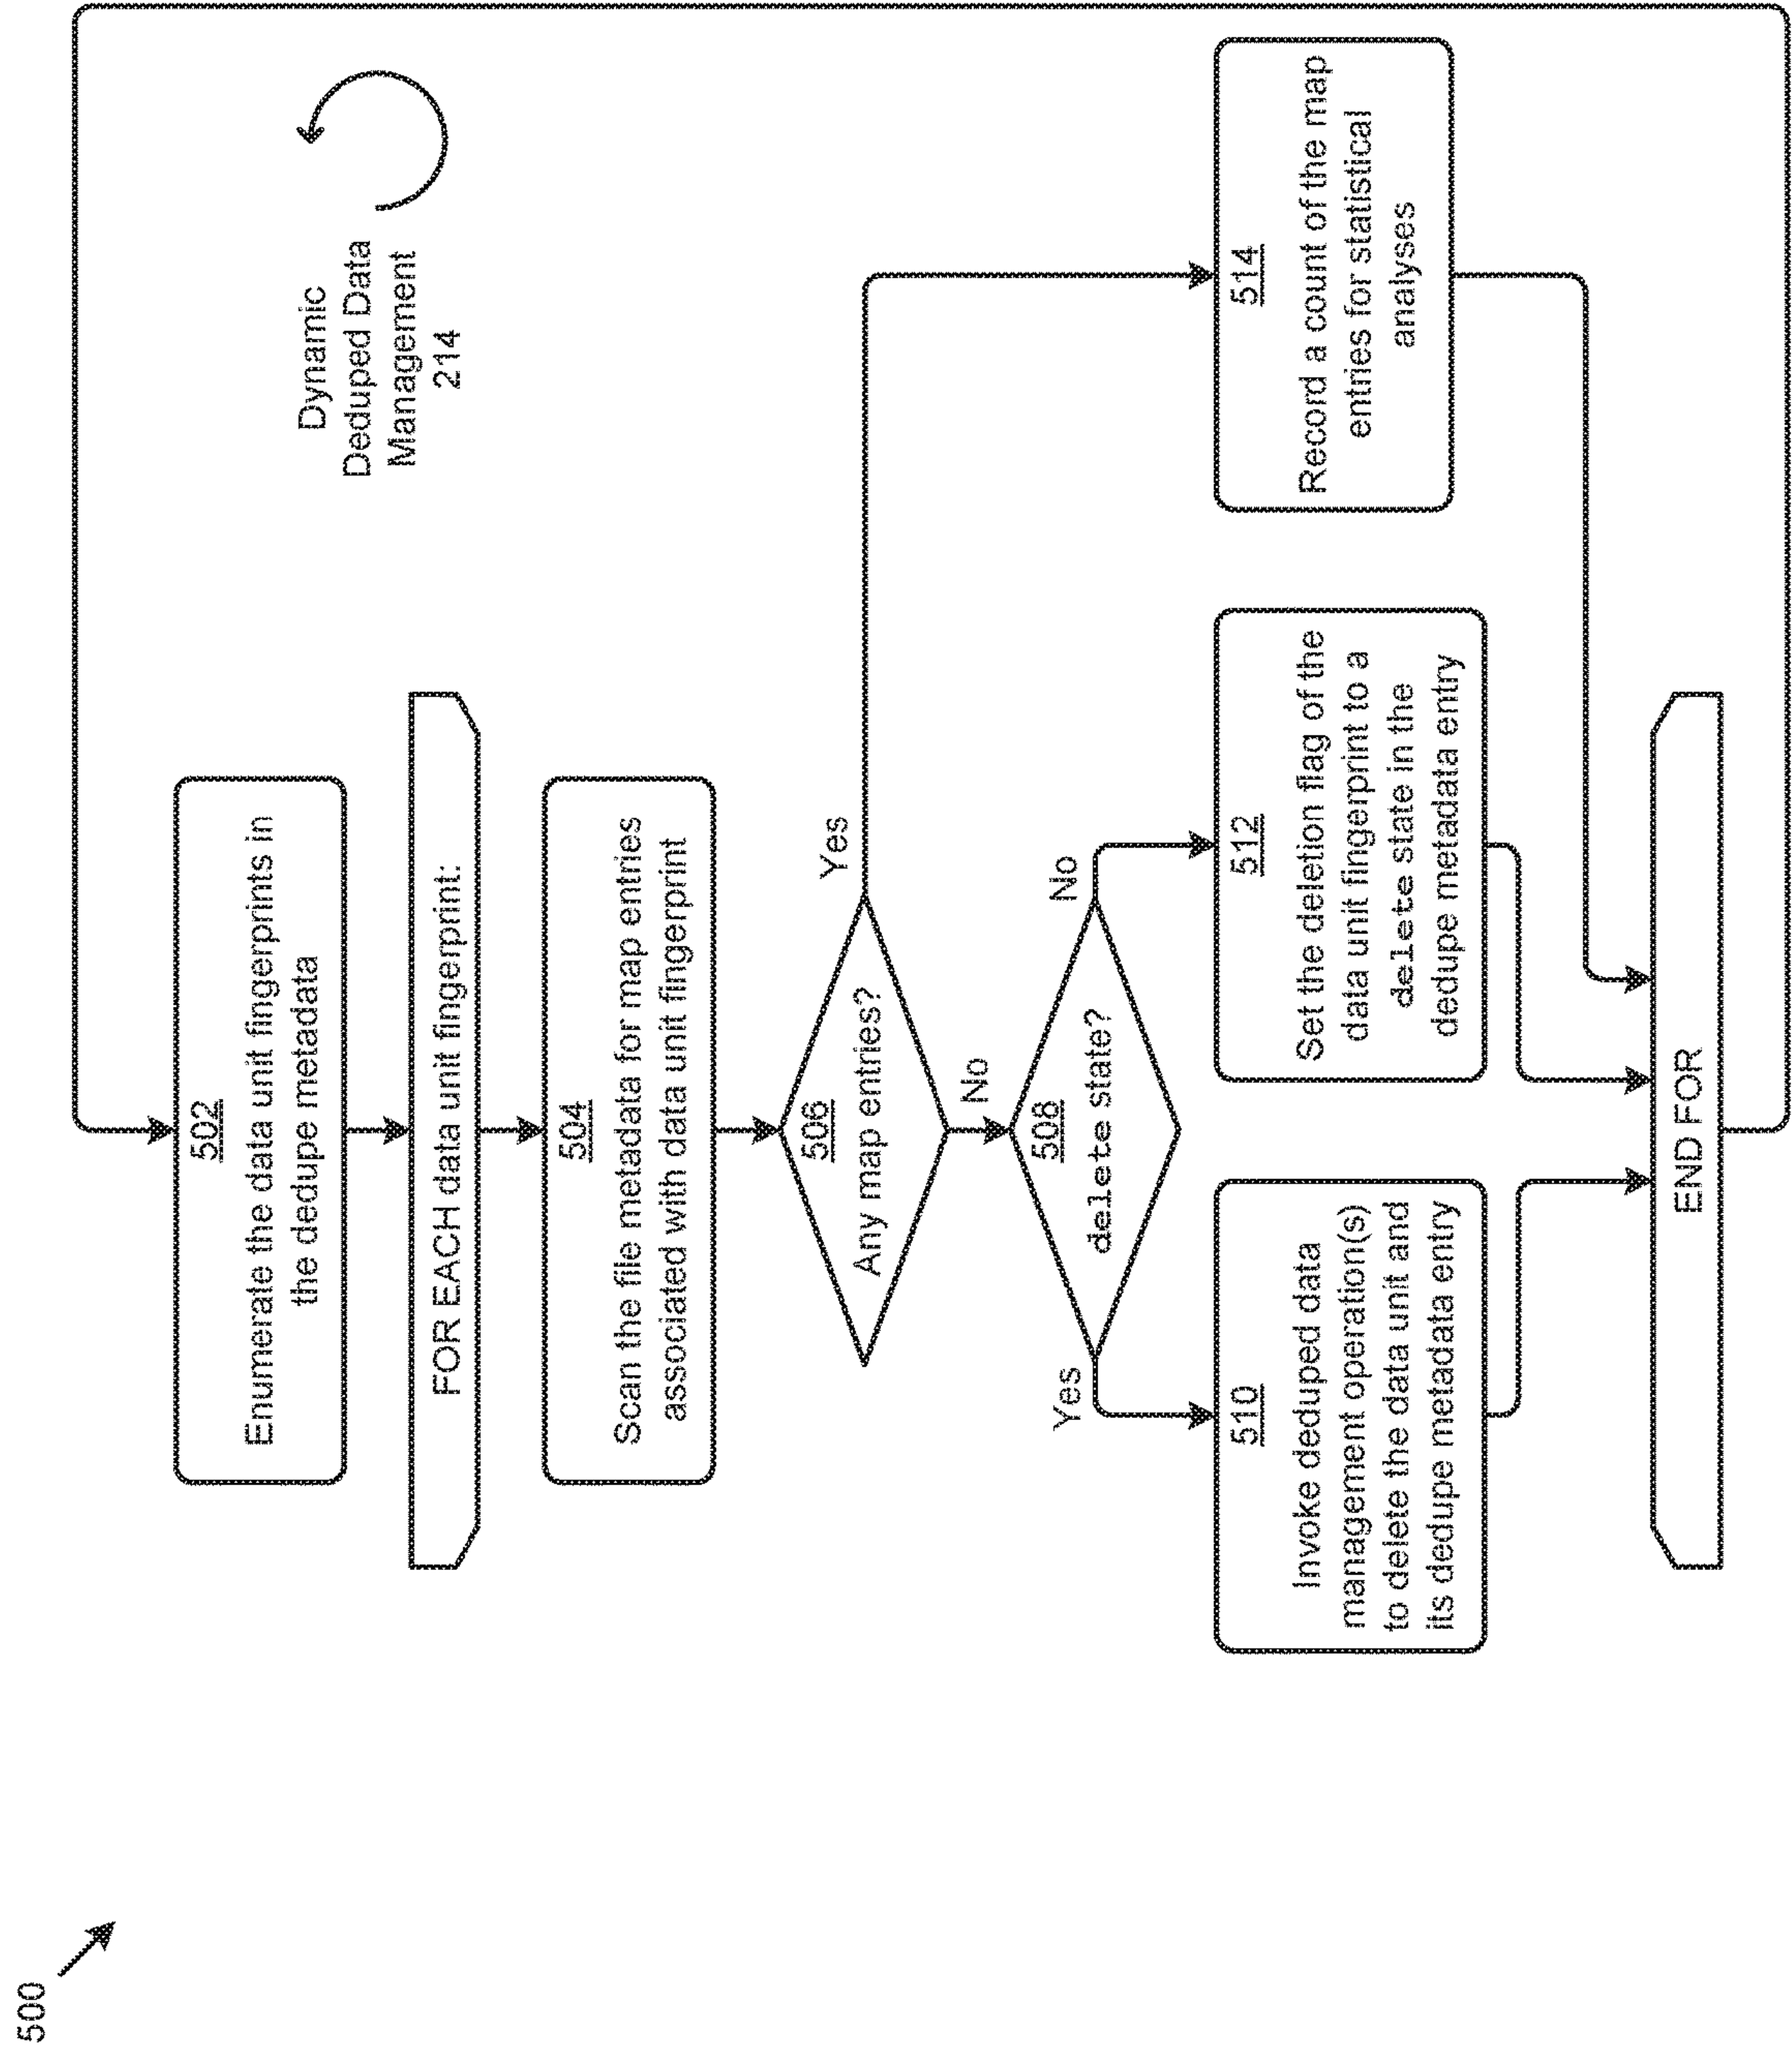 500
Dynamic
Deduped Data
Management
214
502
Enumerate the data unit fingerprints in
the dedupe metadata
FOR EACH data unit fingerprint:
504
Scan the file metadata for map entries
associated with data unit fingerprint
506
Any map entries?
Yes
No
508
delete state?
Yes
No
510
Invoke deduped data
management operation(s)
to delete the data unit and
its dedupe metadata entry
512
Set the deletion flag of the
data unit fingerprint to a
delete state in the
dedupe metadata entry
514
Record a count of the map
entries for statistical
analyses
END FOR